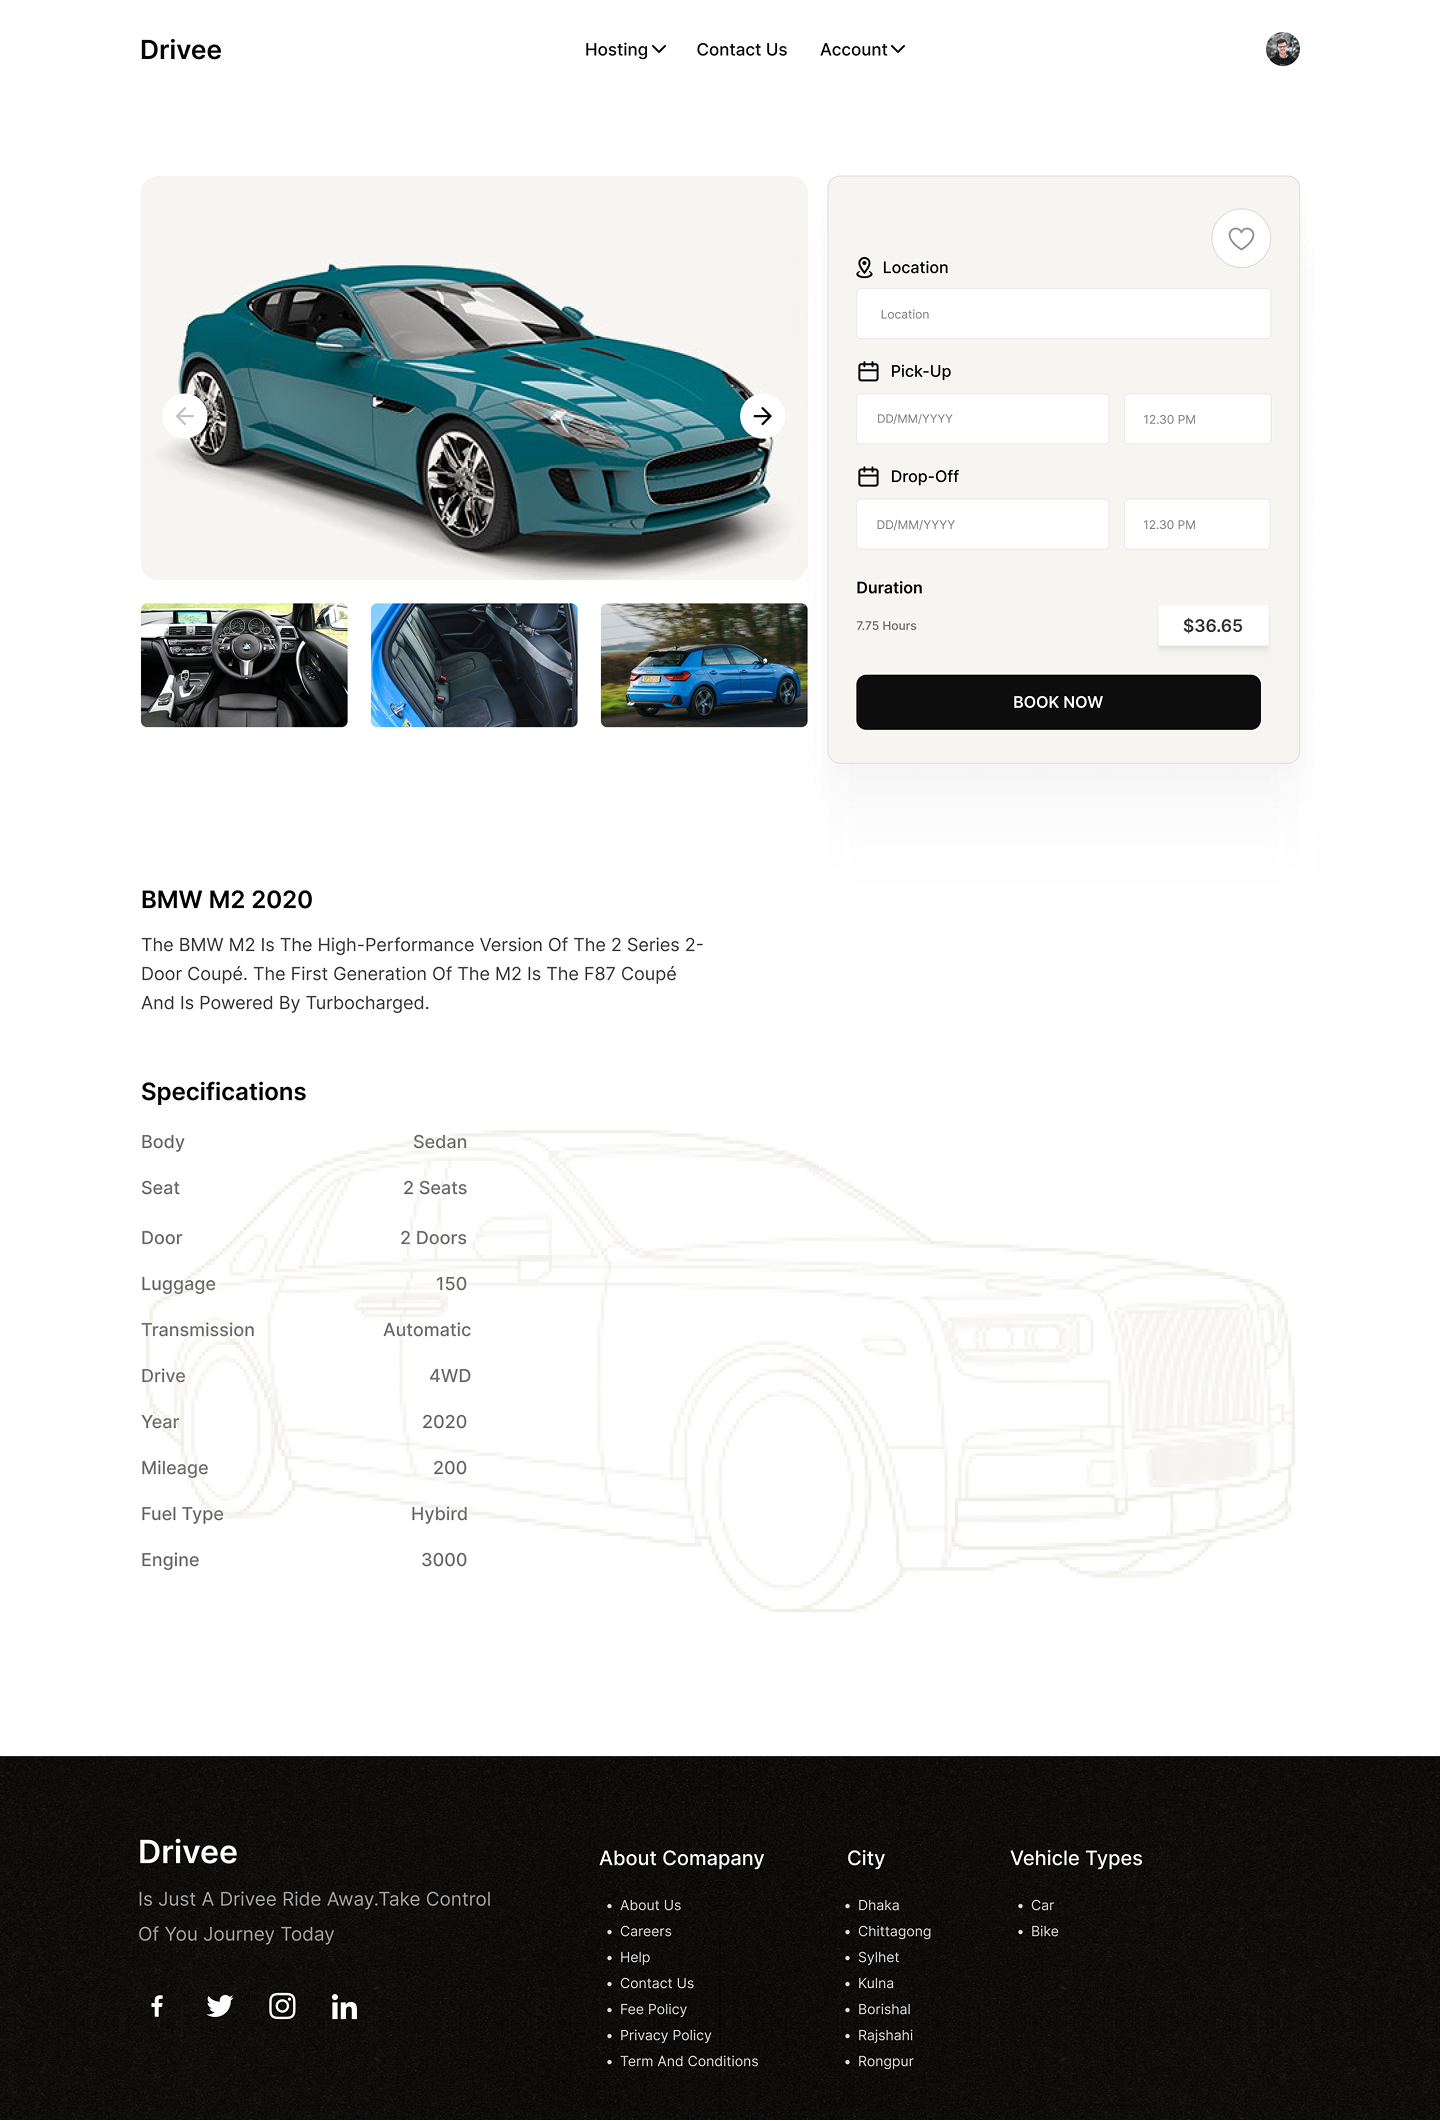 Drivee
Hosting
Contact Us
Account
Location
Location
Pick-Up
DD/MM/YYYY
12.30 PM
Drop-Off
DD/MM/YYYY
12.30 PM
Duration
7.75 Hours
$36.65
BOOK NOW
BMW M2 2020
The BMW M2 Is The High-Performance Version Of The 2 Series 2-
Door Coupé. The First Generation Of The M2 Is The F87 Coupé
And Is Powered By Turbocharged.
Specifications
Body Sedan
Seat 2 Seats
Door 2 Doors
Luggage 150
Transmission Automatic
Drive 4WD
Year 2020
Mileage 200
Fuel Type Hybird
Engine 3000
Drivee
Is Just A Drivee Ride Away.Take Control
Of You Journey Today
About Comapany
About Us
Careers
Help
Contact Us
Fee Policy
Privacy Policy
Term And Conditions
City
Dhaka
Chittagong
Sylhet
Kulna
Borishal
Rajshahi
Rongpur
Vehicle Types
Car
Bike